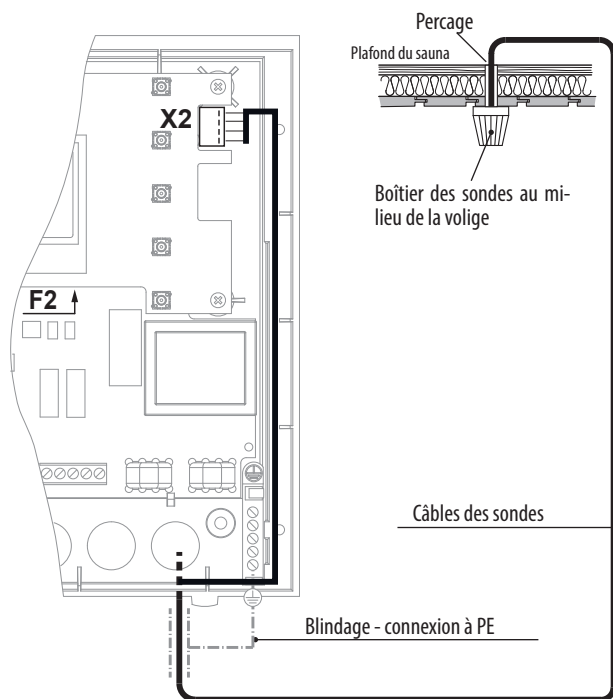 Percage
Plafond du sauna
X2
Boîtier des sondes au mi-
lieu de la volige
F2
Câbles des sondes
Blindage - connexion à PE